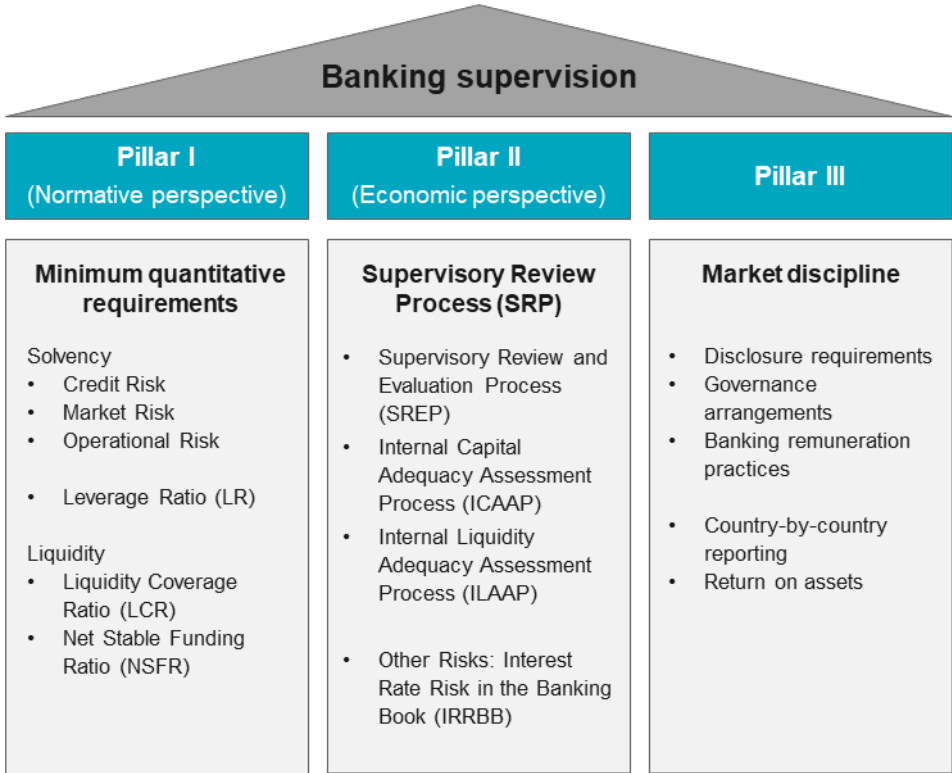 Banking supervision
Pillar I
(Normative perspective)
Pillar II
(Economic perspective)
Pillar III
Minimum quantitative
requirements
Solvency
• Credit Risk
• Market Risk
• Operational Risk
• Leverage Ratio (LR)
Liquidity
• Liquidity Coverage
Ratio (LCR)
• Net Stable Funding
Ratio (NSFR)
Supervisory Review
Process (SRP)
• Supervisory Review and
Evaluation Process
(SREP)
• Internal Capital
Adequacy Assessment
Process (ICAAP)
• Internal Liquidity
Adequacy Assessment
Process (ILAAP)
• Other Risks: Interest
Rate Risk in the Banking
Book (IRRBB)
Market discipline
• Disclosure requirements
• Governance
arrangements
• Banking remuneration
practices
• Country-by-country
reporting
• Return on assets